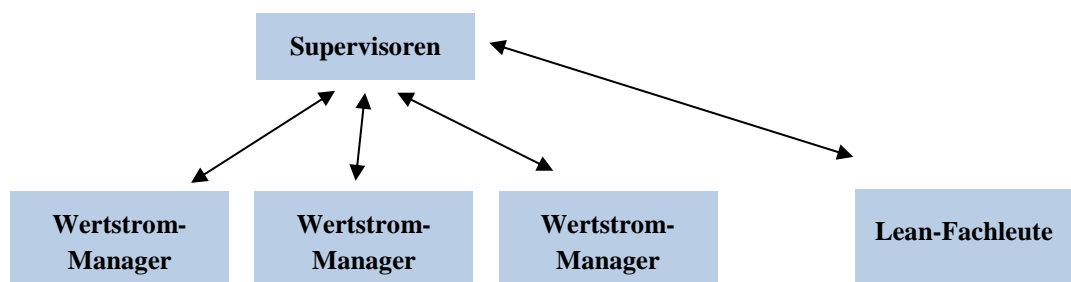 Supervisoren
Wertstrom-
Manager
Wertstrom-
Manager
Wertstrom-
Manager
Lean-Fachleute